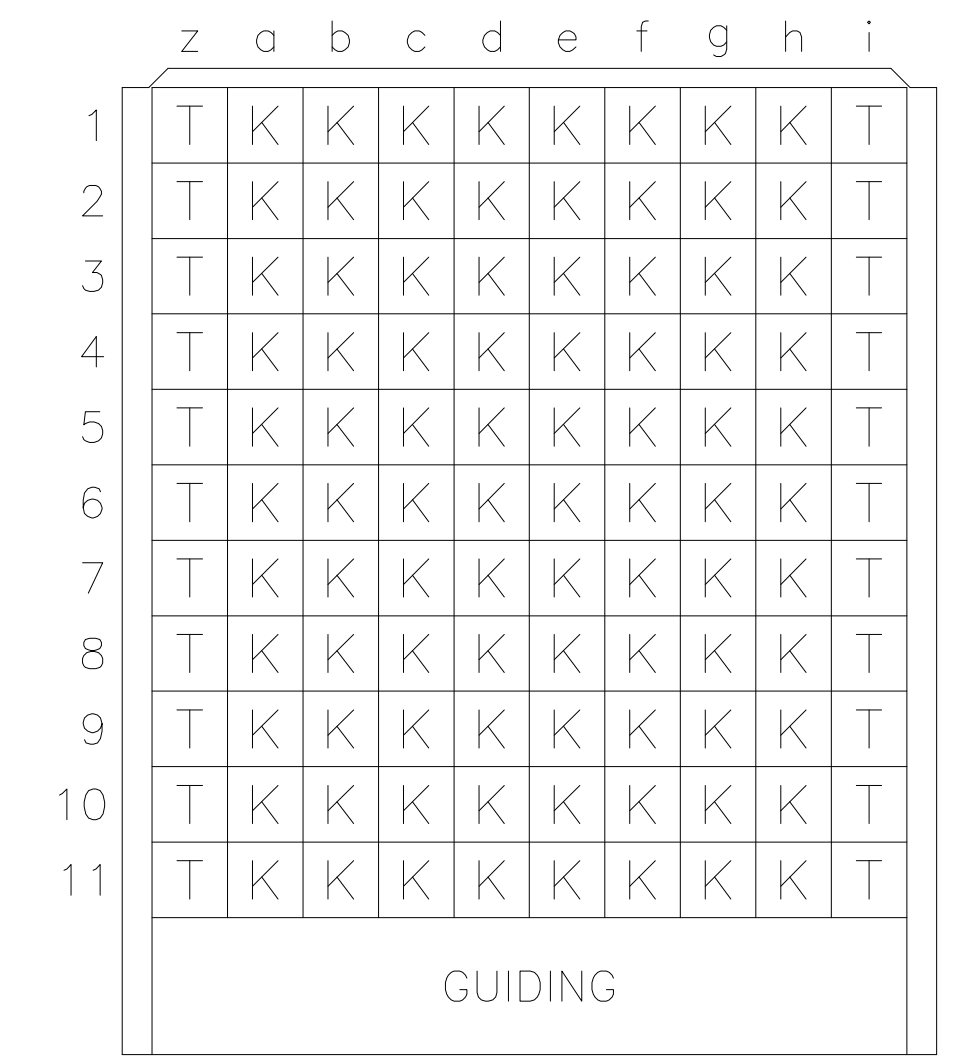 z a b c d e f g h i
1 T K K K K K K K K T
2 T K K K K K K K K T
3 T K K K K K K K K T
4 T K K K K K K K K T
5 T K K K K K K K K T
6 T K K K K K K K K T
7 T K K K K K K K K T
8 T K K K K K K K K T
9 T K K K K K K K K T
10 T K K K K K K K K T
11 T K K K K K K K K T
GUIDING